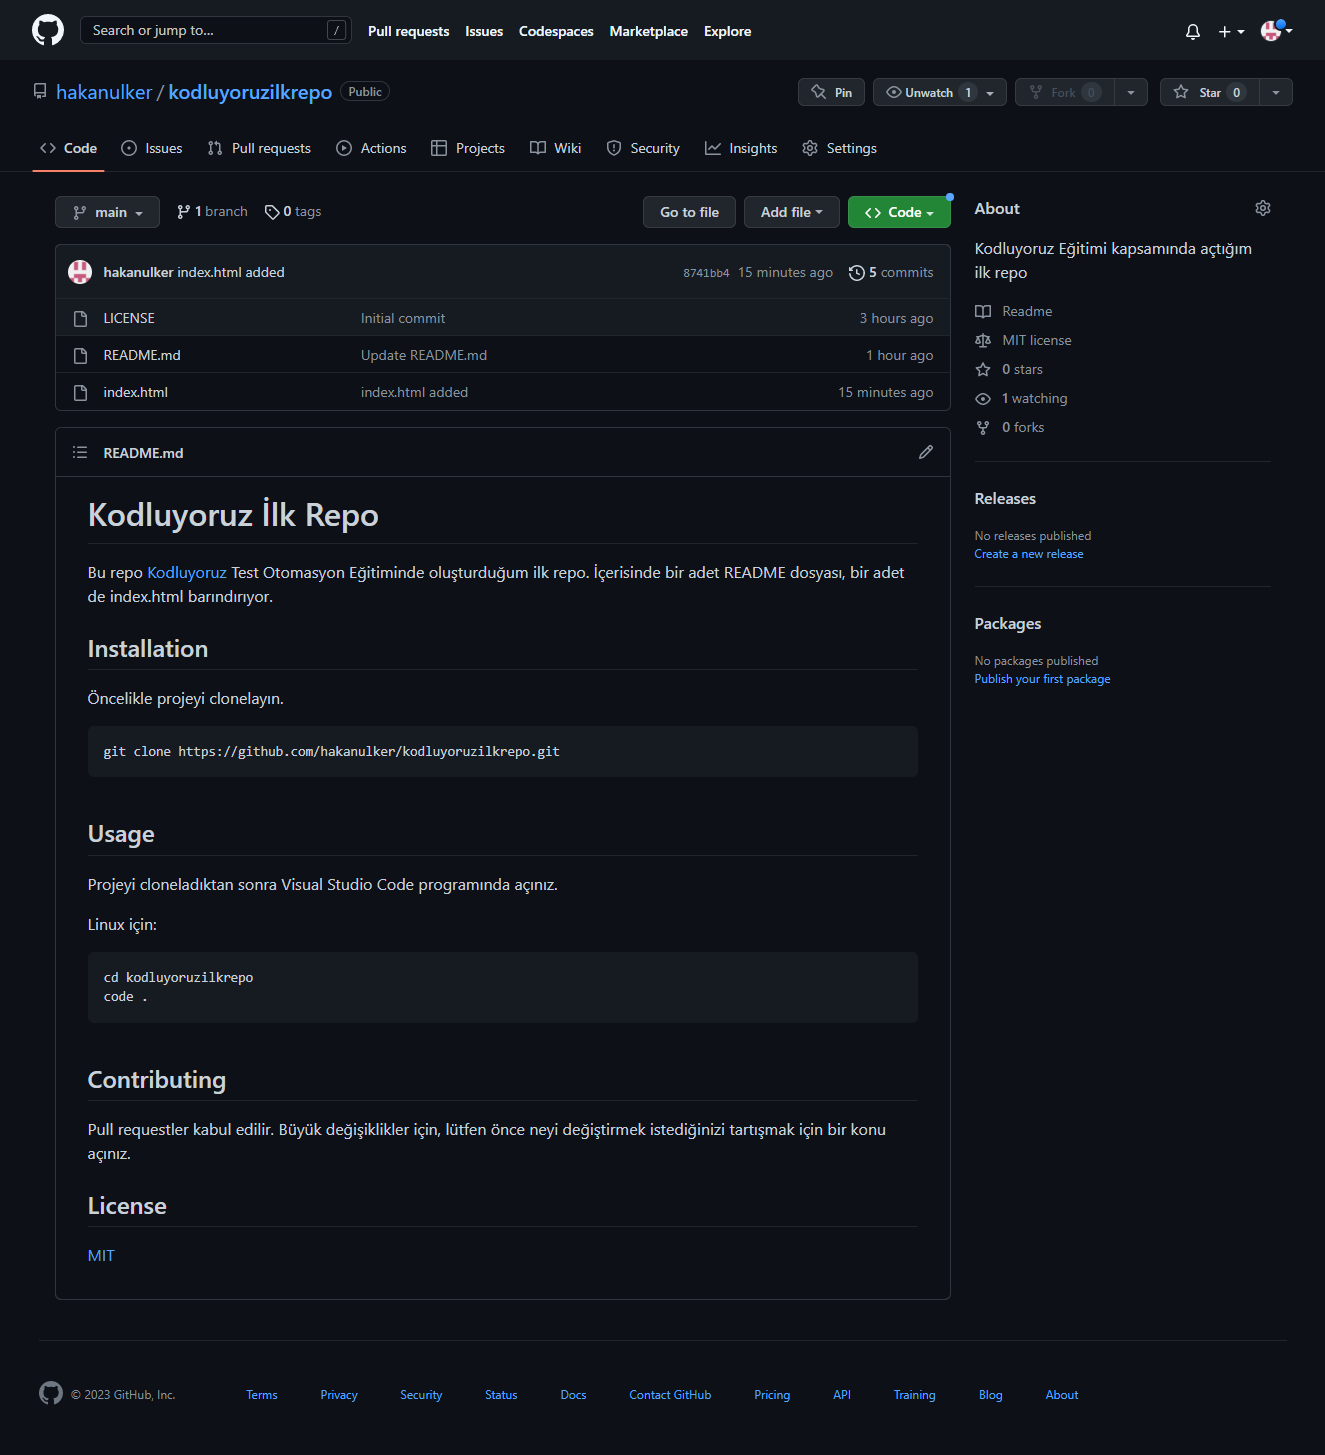 Search or jump to... /
Pull requests Issues Codespaces Marketplace Explore
hakanulker / kodluyoruzilkrepo Public
Pin Unwatch 1 Fork 0 Star 0
Code Issues Pull requests Actions Projects Wiki Security Insights Settings
main 1 branch 0 tags Go to file Add file Code
hakanulker index.html added 8741bb4 15 minutes ago 5 commits
LICENSE Initial commit 3 hours ago
README.md Update README.md 1 hour ago
index.html index.html added 15 minutes ago
README.md
Kodluyoruz İlk Repo
Bu repo Kodluyoruz Test Otomasyon Eğitiminde oluşturduğum ilk repo. İçerisinde bir adet README dosyası, bir adet
de index.html barındırıyor.
Installation
Öncelikle projeyi clonelayın.
git clone https://github.com/hakanulker/kodluyoruzilkrepo.git
Usage
Projeyi cloneladıktan sonra Visual Studio Code programında açınız.
Linux için:
cd kodluyoruzilkrepo
code .
Contributing
Pull requestler kabul edilir. Büyük değişiklikler için, lütfen önce neyi değiştirmek istediğinizi tartışmak için bir konu
açınız.
License
MIT
About
Kodluyoruz Eğitimi kapsamında açtığım
ilk repo
Readme
MIT license
0 stars
1 watching
0 forks
Releases
No releases published
Create a new release
Packages
No packages published
Publish your first package
© 2023 GitHub, Inc. Terms Privacy Security Status Docs Contact GitHub Pricing API Training Blog About